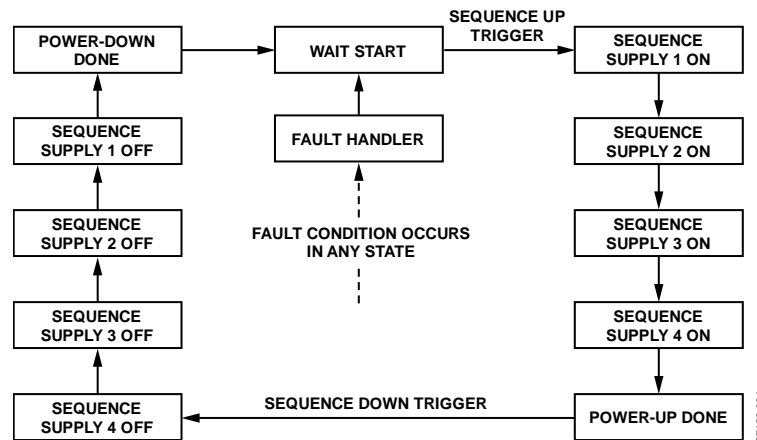 POWER-DOWN
DONE
WAIT START
SEQUENCE UP
TRIGGER
SEQUENCE
SUPPLY 1 ON
SEQUENCE
SUPPLY 1 OFF
FAULT HANDLER
SEQUENCE
SUPPLY 2 ON
SEQUENCE
SUPPLY 2 OFF
FAULT CONDITION OCCURS
IN ANY STATE
SEQUENCE
SUPPLY 3 ON
SEQUENCE
SUPPLY 3 OFF
SEQUENCE
SUPPLY 4 ON
SEQUENCE
SUPPLY 4 OFF
SEQUENCE DOWN TRIGGER
POWER-UP DONE